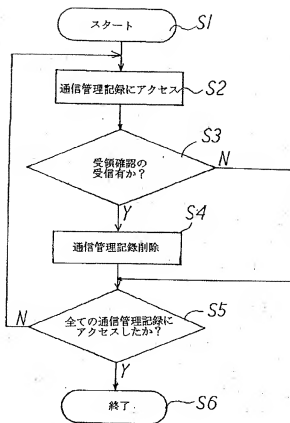 スタート S1
通信管理記録にアクセス S2
受領確認の
受信有か？
S3
N
Y
通信管理記録削除
S4
全ての通信管理記録に
アクセスしたか？
S5
N
Y
終了 S6